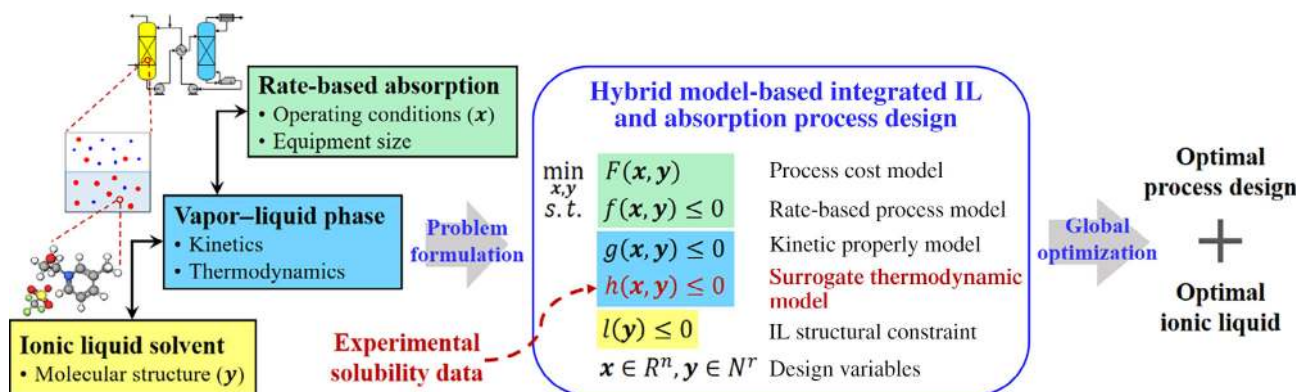 Rate-based absorption
• Operating conditions (x)
• Equipment size
Vapor–liquid phase
• Kinetics
• Thermodynamics
Ionic liquid solvent
• Molecular structure (y)
Problem
formulation
Experimental
solubility data
Hybrid model-based integrated IL
and absorption process design
min
x,y
s.t.
F(x, y) Process cost model
f(x, y) ≤ 0 Rate-based process model
g(x, y) ≤ 0 Kinetic properly model
h(x, y) ≤ 0 Surrogate thermodynamic
model
l(y) ≤ 0 IL structural constraint
x ∈ Rⁿ, y ∈ Nʳ Design variables
Global
optimization
Optimal
process design
+
Optimal
ionic liquid